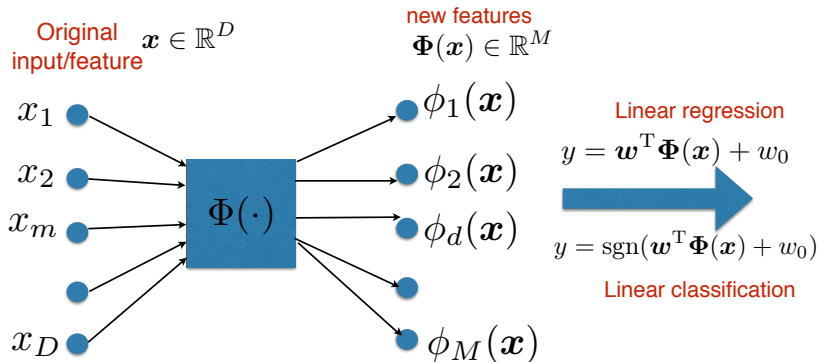 Original
input/feature
𝒙 ∈ ℝ^D
new features
𝚽(𝒙) ∈ ℝ^M
x_1
x_2
x_m
x_D
Φ(·)
ϕ_1(𝒙)
ϕ_2(𝒙)
ϕ_d(𝒙)
ϕ_M(𝒙)
Linear regression
y = 𝒘^T 𝚽(𝒙) + w_0
y = sgn(𝒘^T 𝚽(𝒙) + w_0)
Linear classification